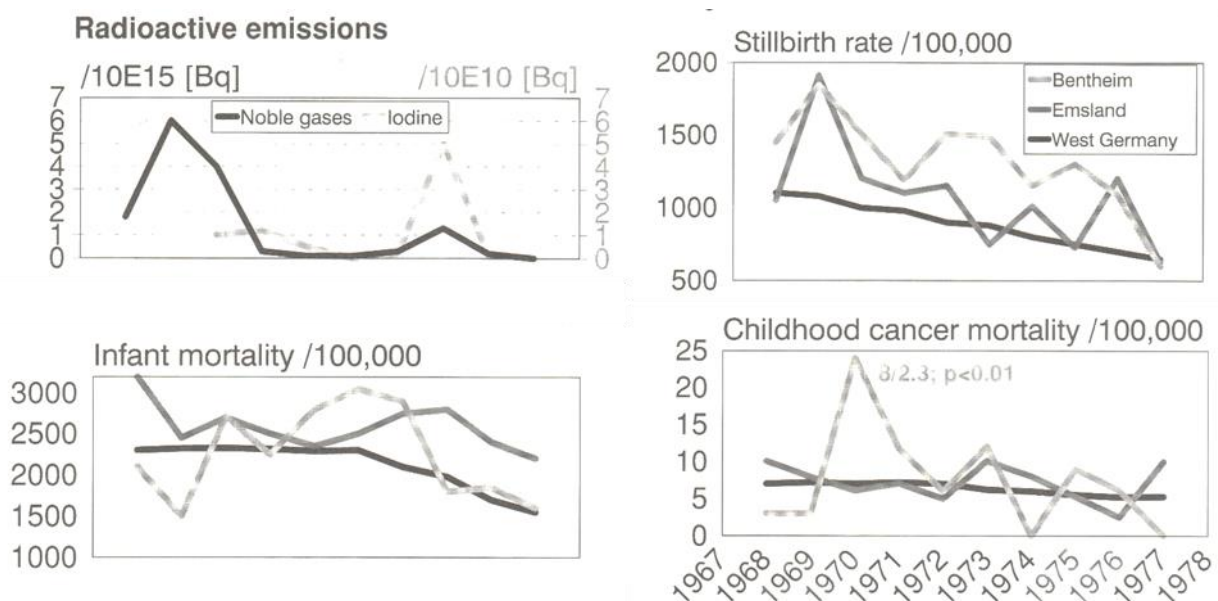 Radioactive emissions
/10E15 [Bq] /10E10 [Bq]
7 7
6 6
5 5
4 4
3 3
2 2
1 1
0 0
Noble gases Iodine
Stillbirth rate /100,000
2000
1500
1000
500
Bentheim
Emsland
West Germany
Infant mortality /100,000
3000
2500
2000
1500
1000
Childhood cancer mortality /100,000
25
20
15
10
5
0
8/2.3; p<0.01
1967 1968 1969 1970 1971 1972 1973 1974 1975 1976 1977 1978